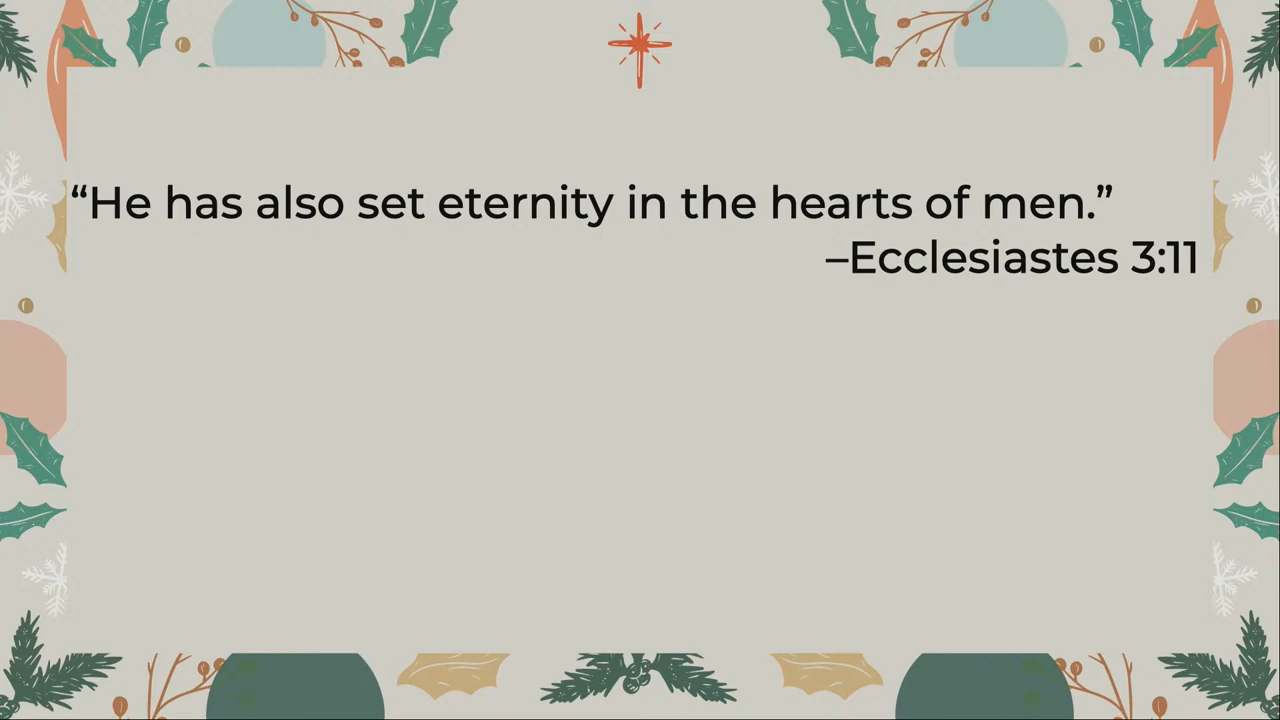 “He has also set eternity in the hearts of men.”
–Ecclesiastes 3:11